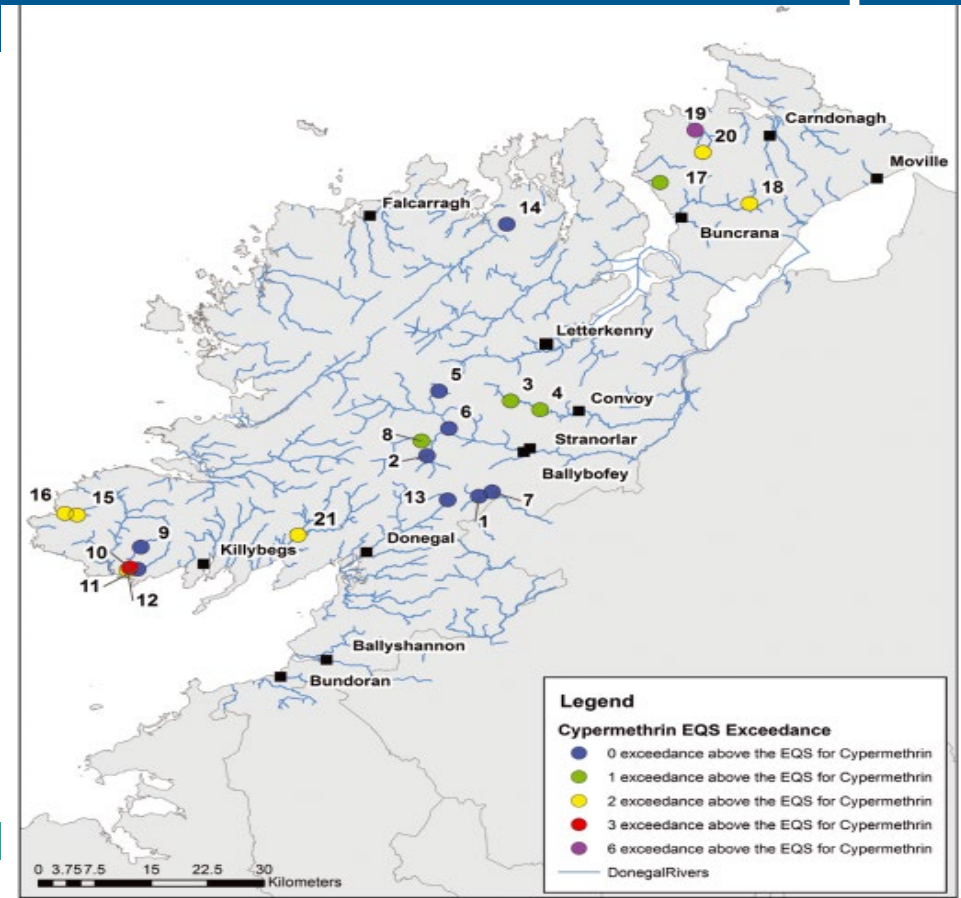 19
Carndonagh
20
Moville
17
18
Falcarragh
14
Buncrana
Letterkenny
5
3
4
Convoy
6
8
Stranorlar
2
Ballybofey
16
15
13
7
1
21
9
Donegal
10
Killybegs
11
12
Ballyshannon
Bundoran
Legend
Cypermethrin EQS Exceedance
0 exceedance above the EQS for Cypermethrin
1 exceedance above the EQS for Cypermethrin
2 exceedance above the EQS for Cypermethrin
3 exceedance above the EQS for Cypermethrin
6 exceedance above the EQS for Cypermethrin
DonegalRivers
0 3.75 7.5 15 22.5 30
Kilometers